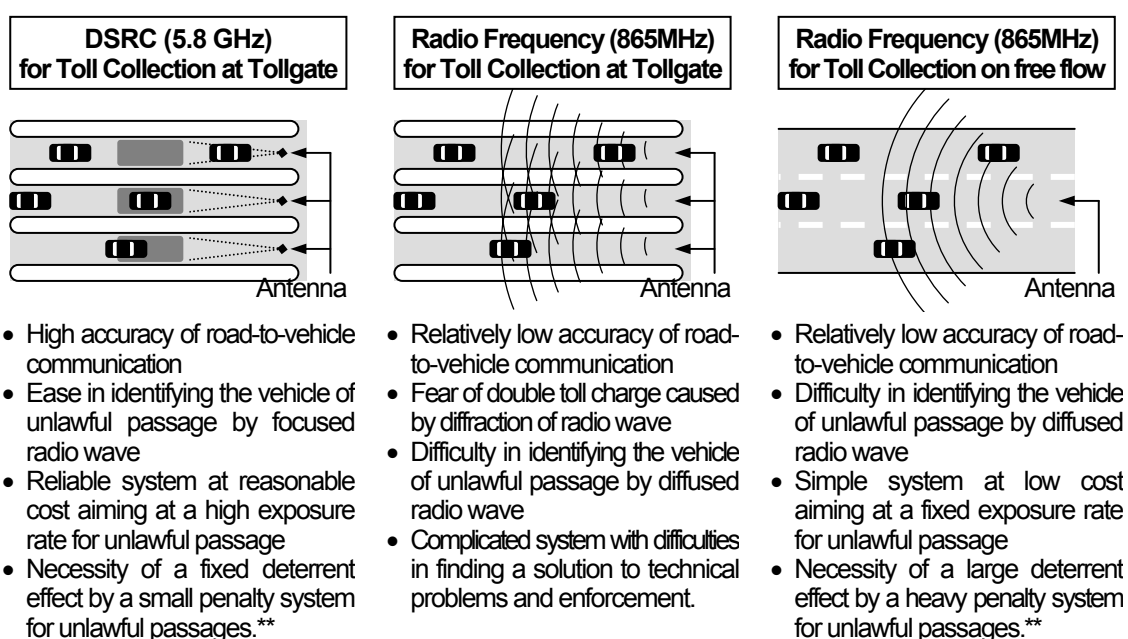 DSRC (5.8 GHz)
for Toll Collection at Tollgate
Antenna
• High accuracy of road-to-vehicle
communication
• Ease in identifying the vehicle of
unlawful passage by focused
radio wave
• Reliable system at reasonable
cost aiming at a high exposure
rate for unlawful passage
• Necessity of a fixed deterrent
effect by a small penalty system
for unlawful passages.**
Radio Frequency (865MHz)
for Toll Collection at Tollgate
Antenna
• Relatively low accuracy of road-
to-vehicle communication
• Fear of double toll charge caused
by diffraction of radio wave
• Difficulty in identifying the vehicle
of unlawful passage by diffused
radio wave
• Complicated system with difficulties
in finding a solution to technical
problems and enforcement.
Radio Frequency (865MHz)
for Toll Collection on free flow
Antenna
• Relatively low accuracy of road-
to-vehicle communication
• Difficulty in identifying the vehicle
of unlawful passage by diffused
radio wave
• Simple system at low cost
aiming at a fixed exposure rate
for unlawful passage
• Necessity of a large deterrent
effect by a heavy penalty system
for unlawful passages.**